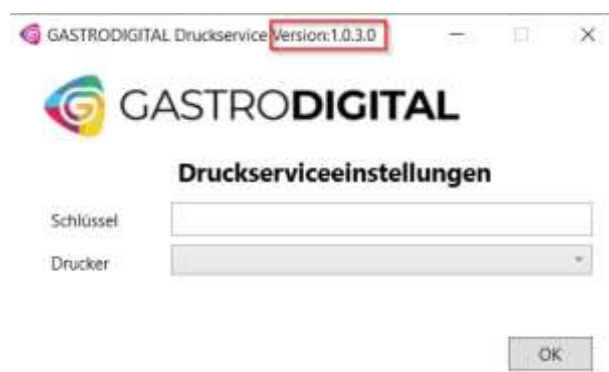 GASTRODIGITAL Druckservice Version:1.0.3.0
GASTRODIGITAL
Druckserviceeinstellungen
Schlüssel
Drucker
OK